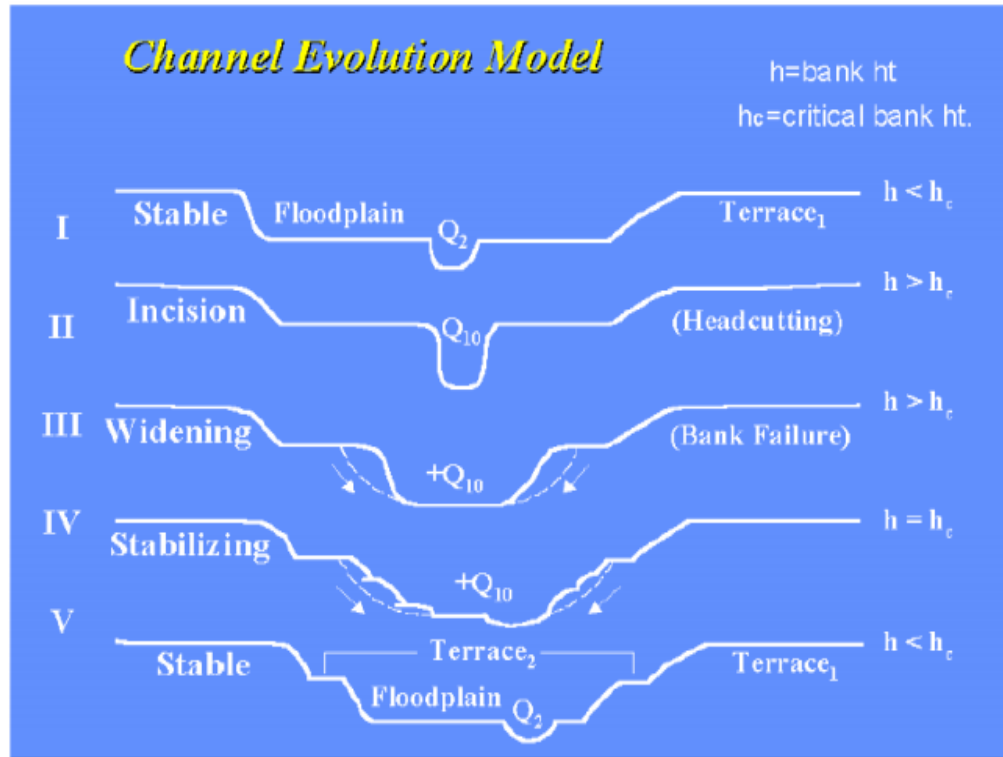 Channel Evolution Model
h=bank ht
hc=critical bank ht.
I
Stable
Floodplain
Q2
Terrace1
h < hc
II
Incision
Q10
(Headcutting)
h > hc
III
Widening
+Q10
(Bank Failure)
h > hc
IV
Stabilizing
+Q10
h = hc
V
Stable
Terrace2
Floodplain
Q2
Terrace1
h < hc